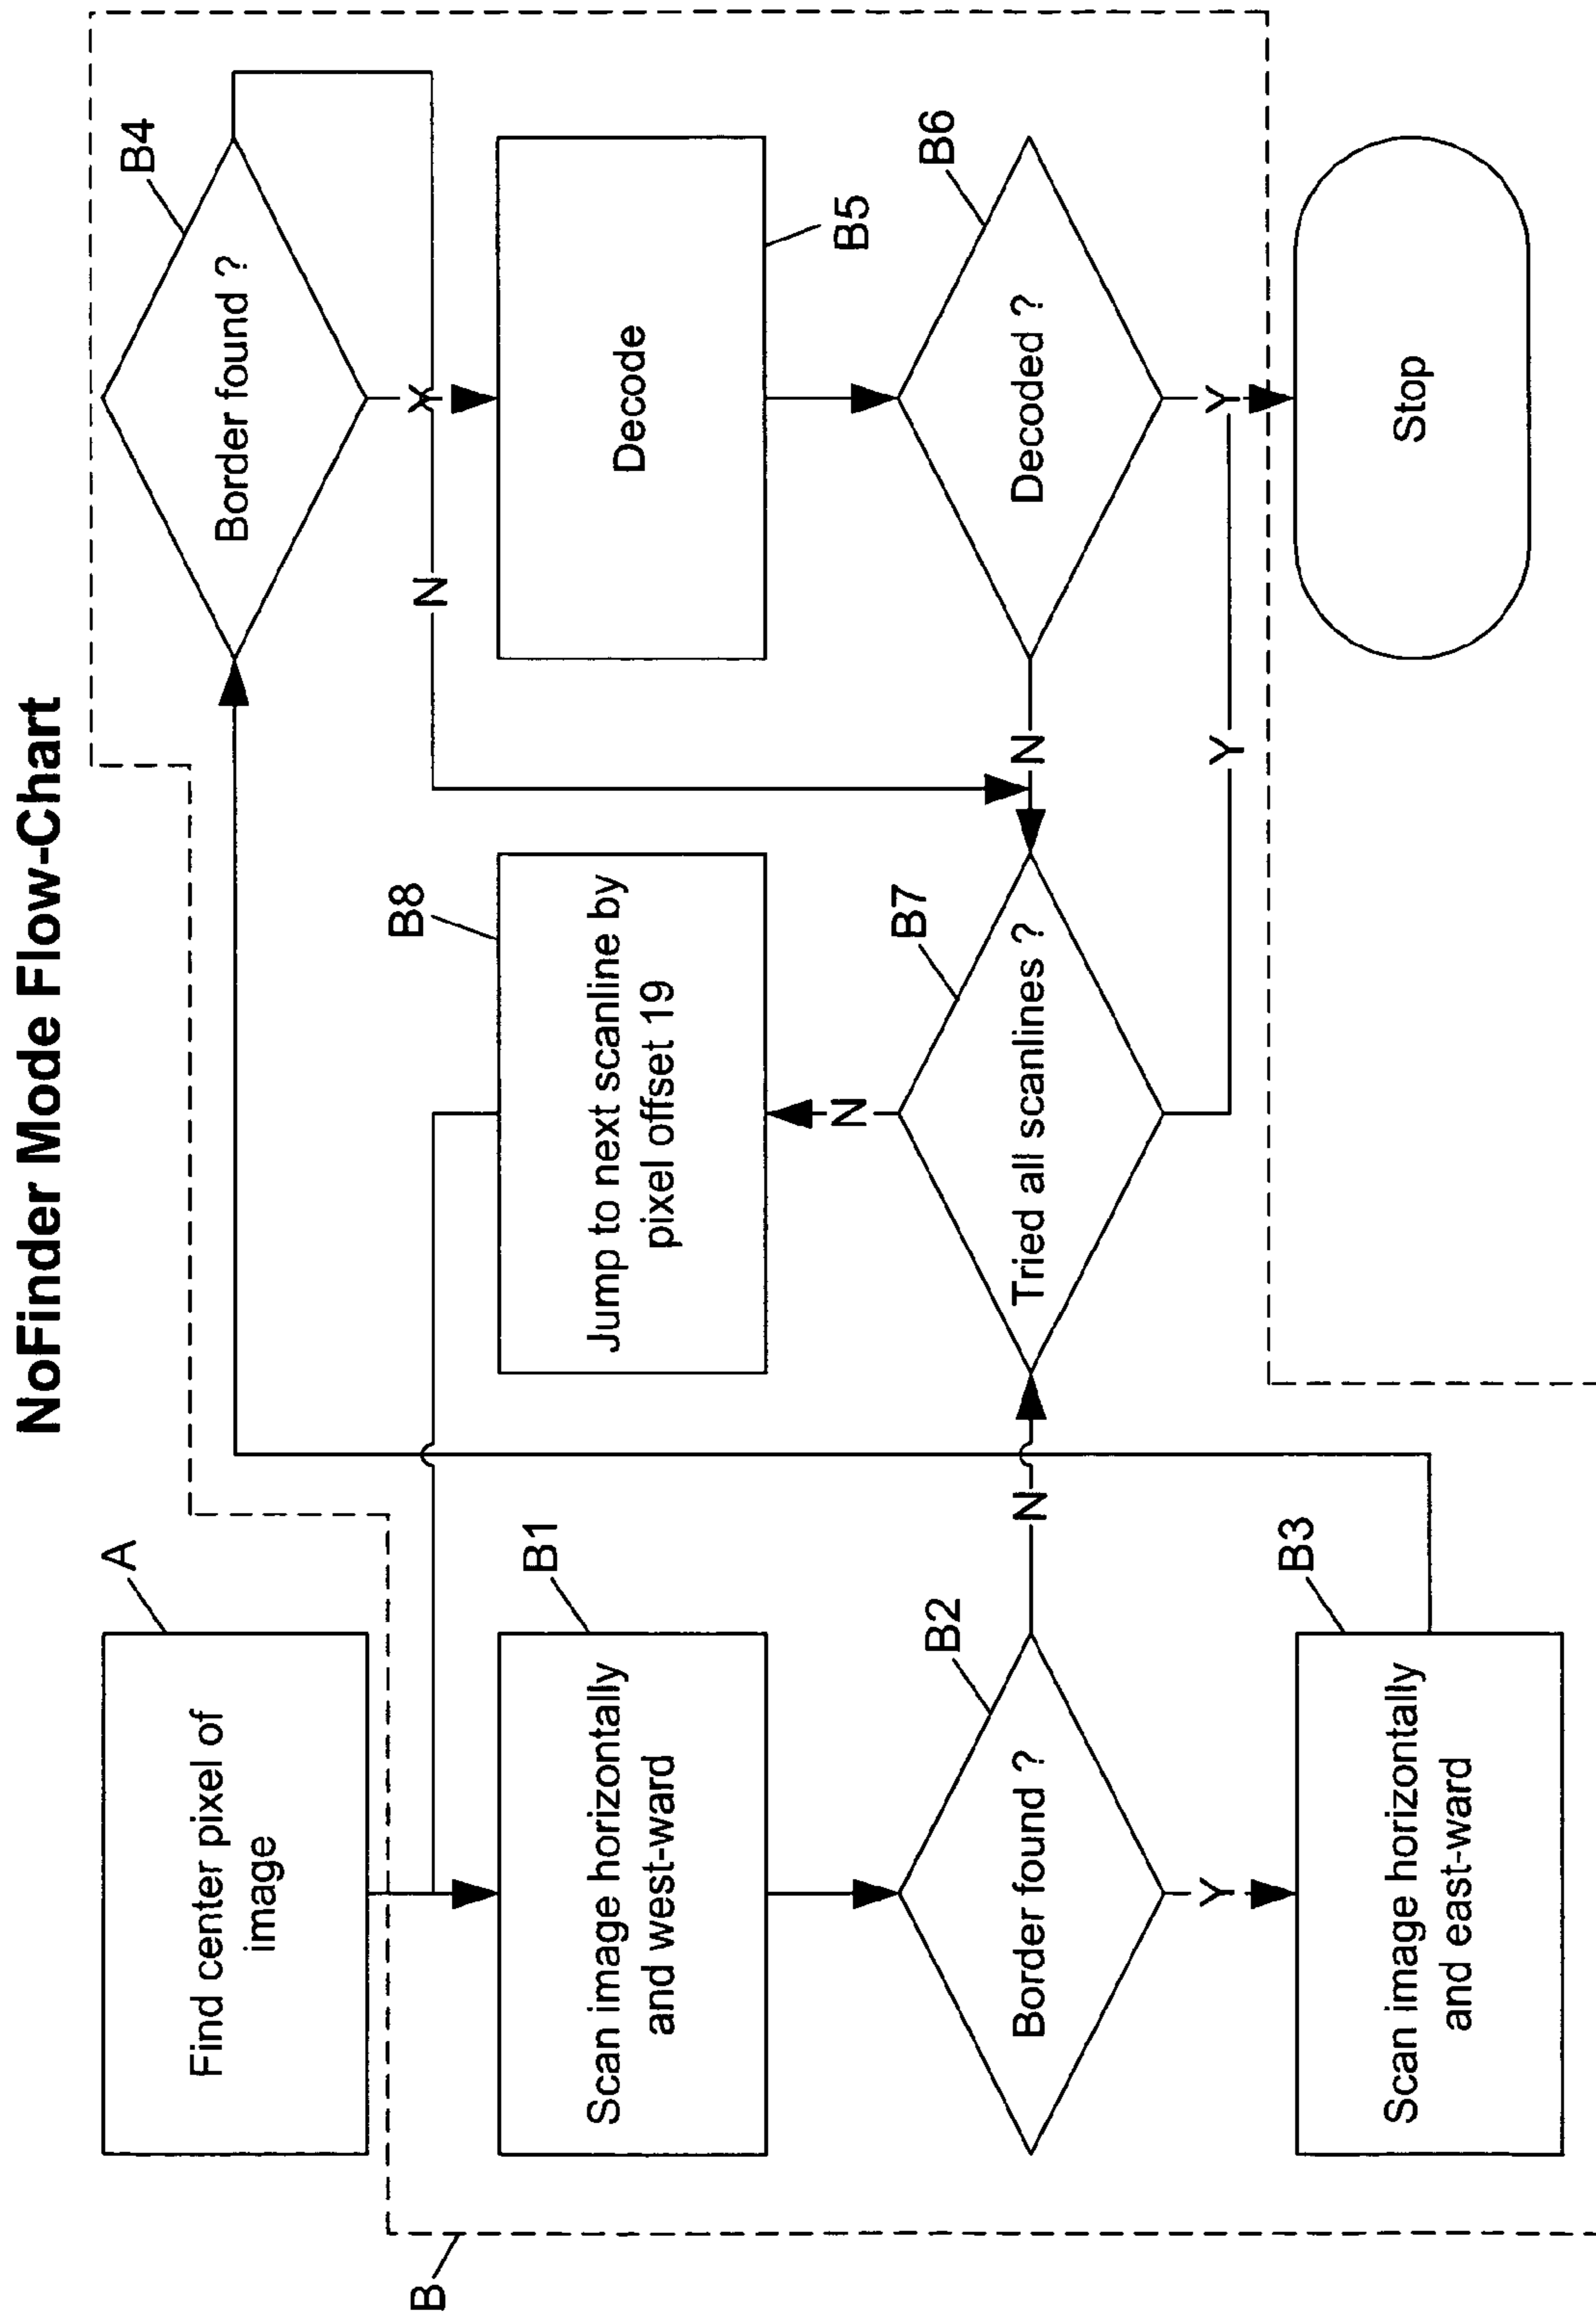 NoFinder Mode Flow-Chart
A
Find center pixel of
image
B
B1
Scan image horizontally
and west-ward
B2
Border found ?
N
Y
B3
Scan image horizontally
and east-ward
B8
Jump to next scanline by
pixel offset 19
N
B7
Tried all scanlines ?
Y
B4
Border found ?
Y
N
Decode
B5
B6
Decoded ?
N
Y
Stop